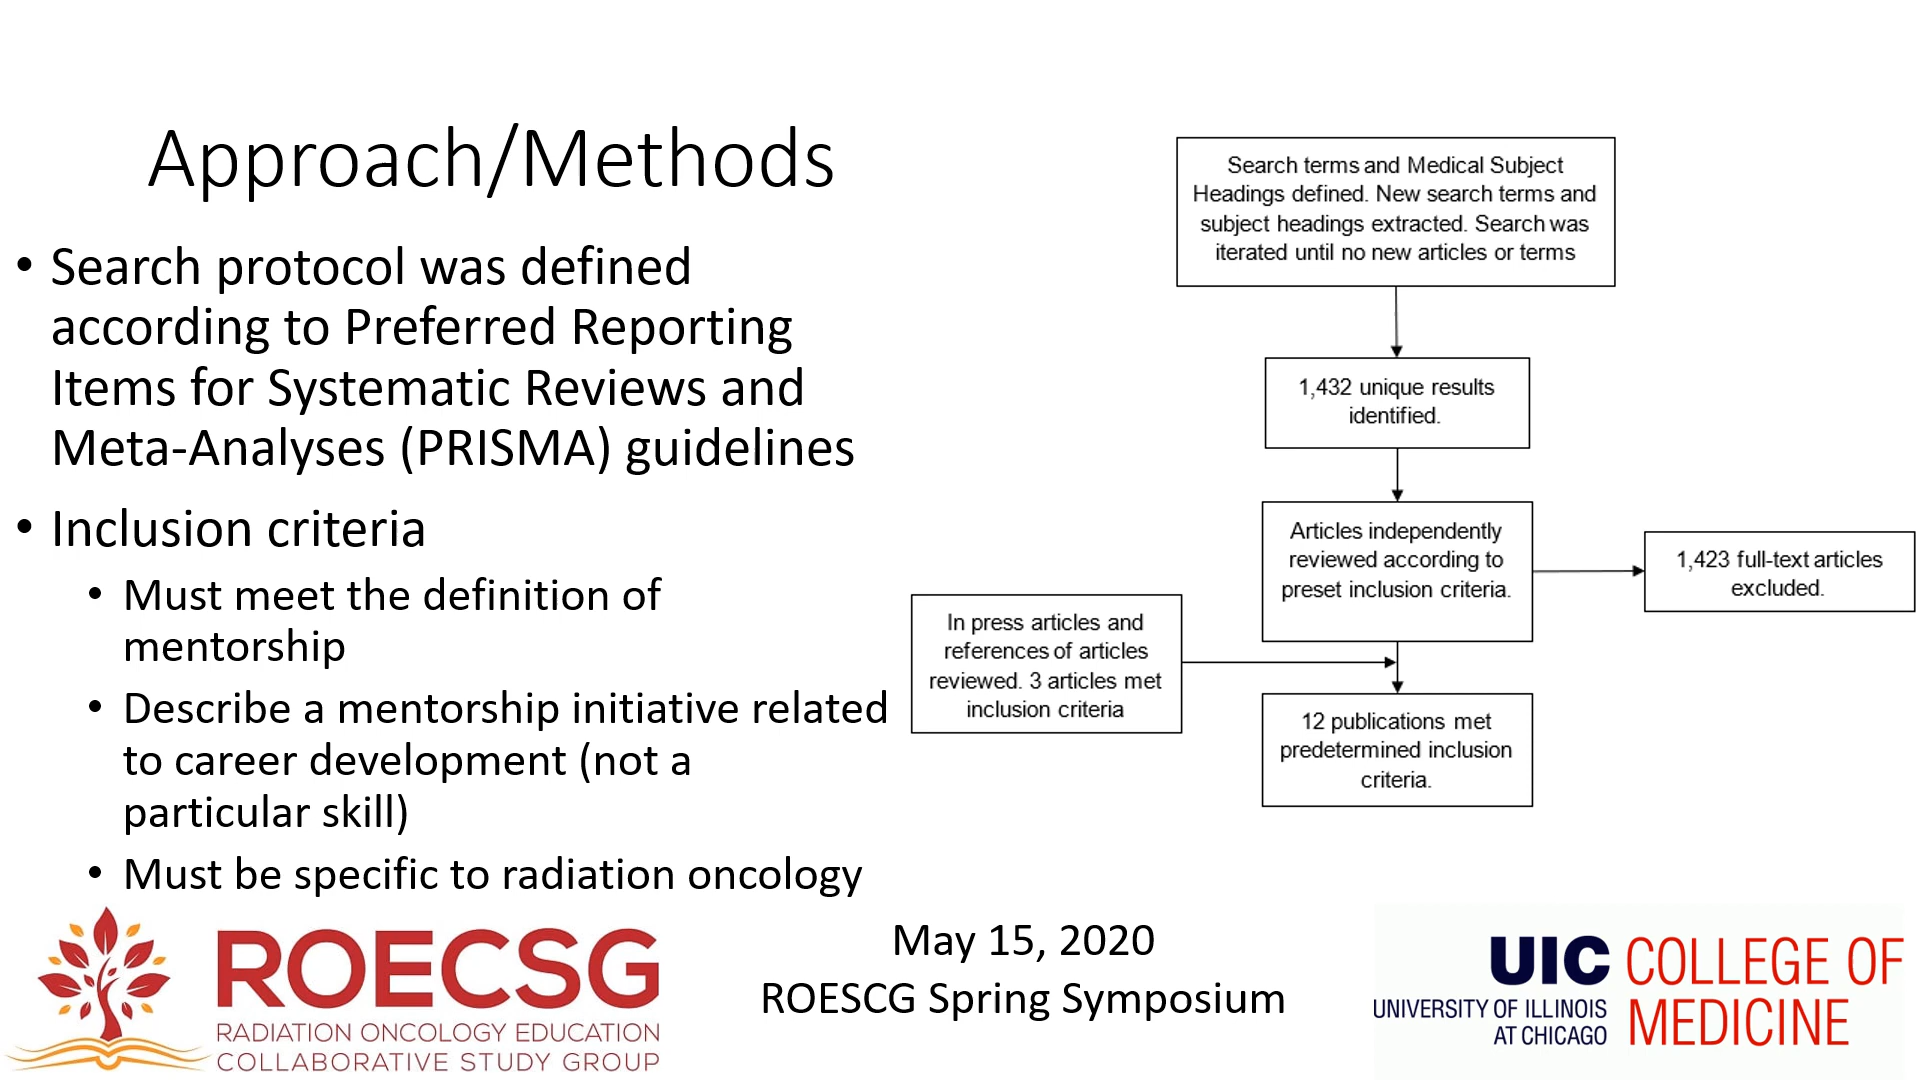 Approach/Methods
• Search protocol was defined
according to Preferred Reporting
Items for Systematic Reviews and
Meta-Analyses (PRISMA) guidelines
• Inclusion criteria
• Must meet the definition of
mentorship
• Describe a mentorship initiative related
to career development (not a
particular skill)
• Must be specific to radiation oncology
Search terms and Medical Subject
Headings defined. New search terms and
subject headings extracted. Search was
iterated until no new articles or terms
1,432 unique results
identified.
Articles independently
reviewed according to
preset inclusion criteria.
1,423 full-text articles
excluded.
In press articles and
references of articles
reviewed. 3 articles met
inclusion criteria
12 publications met
predetermined inclusion
criteria.
ROECSG
RADIATION ONCOLOGY EDUCATION
COLLABORATIVE STUDY GROUP
May 15, 2020
ROESCG Spring Symposium
UIC
UNIVERSITY OF ILLINOIS
AT CHICAGO
COLLEGE OF
MEDICINE